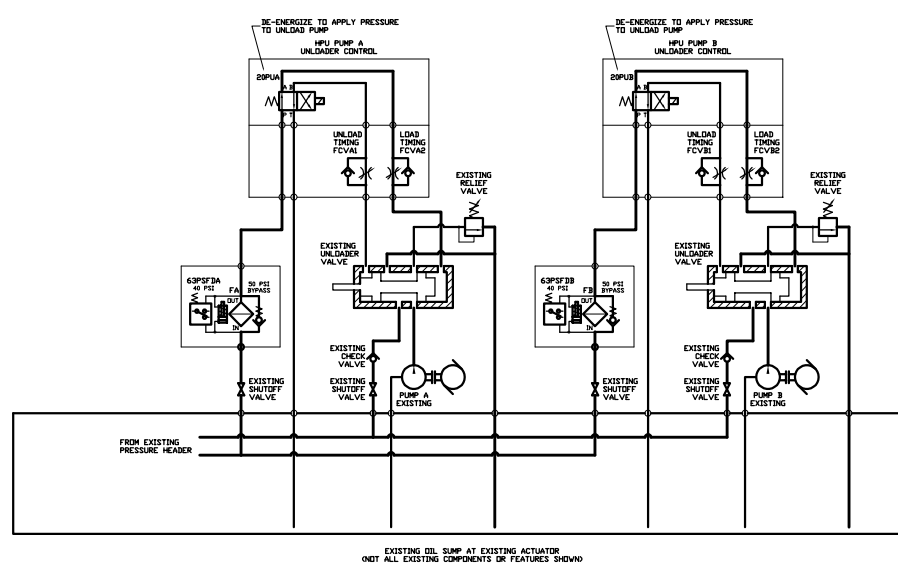 DE-ENERGIZE TO APPLY PRESSURE
TO UNLOAD PUMP
HPU PUMP A
UNLOADER CONTROL
20PUA
A B
P T
UNLOAD
TIMING
FCVA1
LOAD
TIMING
FCVA2
EXISTING
RELIEF
VALVE
EXISTING
UNLOADER
VALVE
63PSFDA
40 PSI
FA
OUT
IN
50 PSI
BYPASS
EXISTING
CHECK
VALVE
EXISTING
SHUTOFF
VALVE
EXISTING
SHUTOFF
VALVE
PUMP A
EXISTING
DE-ENERGIZE TO APPLY PRESSURE
TO UNLOAD PUMP
HPU PUMP B
UNLOADER CONTROL
20PUB
A B
P T
UNLOAD
TIMING
FCVB1
LOAD
TIMING
FCVB2
EXISTING
RELIEF
VALVE
EXISTING
UNLOADER
VALVE
63PSFDB
40 PSI
FB
OUT
IN
50 PSI
BYPASS
EXISTING
CHECK
VALVE
EXISTING
SHUTOFF
VALVE
EXISTING
SHUTOFF
VALVE
PUMP B
EXISTING
FROM EXISTING
PRESSURE HEADER
EXISTING OIL SUMP AT EXISTING ACTUATOR
(NOT ALL EXISTING COMPONENTS OR FEATURES SHOWN)